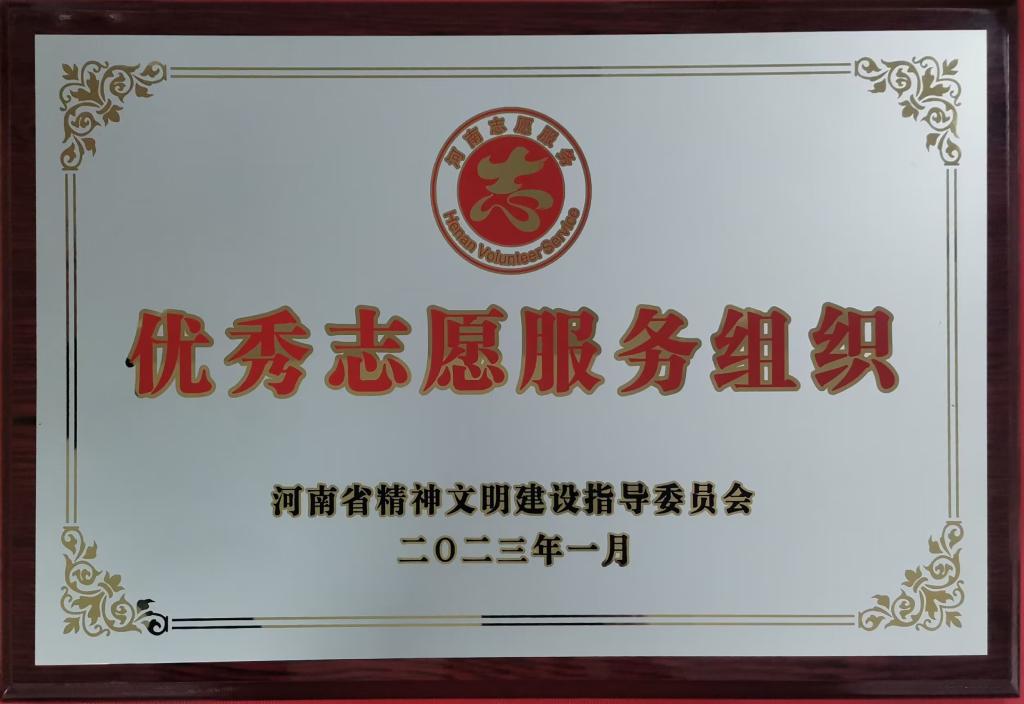 河南志愿服务
志
Henan Volunteer Service
优秀志愿服务组织
河南省精神文明建设指导委员会
二〇二三年一月